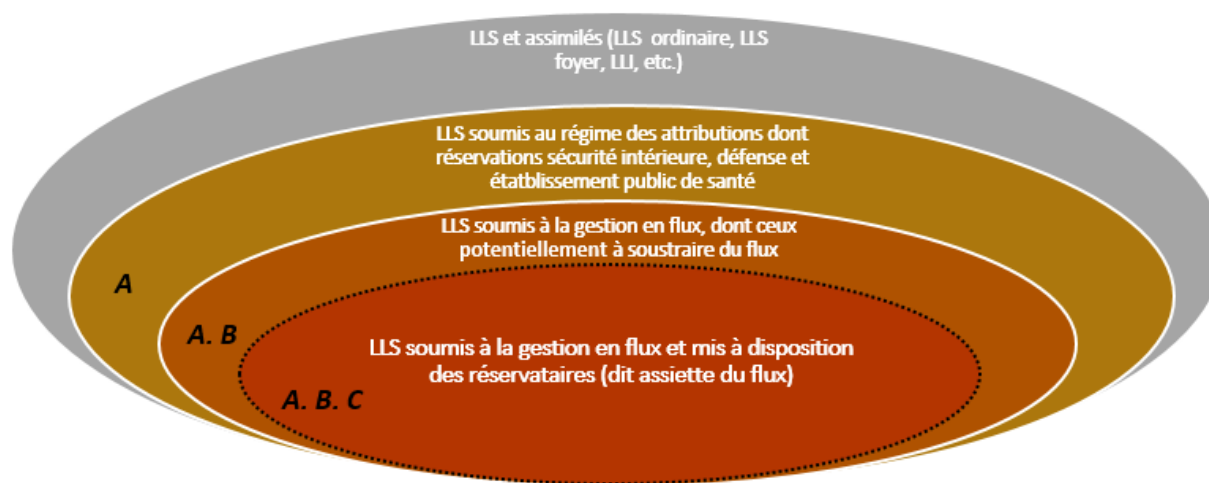 LLS et assimilés (LLS ordinaire, LLS
foyer, LLI, etc.)
LLS soumis au régime des attributions dont
réservations sécurité intérieure, défense et
étatblissement public de santé
LLS soumis à la gestion en flux, dont ceux
potentiellement à soustraire du flux
A
A. B
LLS soumis à la gestion en flux et mis à disposition
des réservataires (dit assiette du flux)
A. B. C